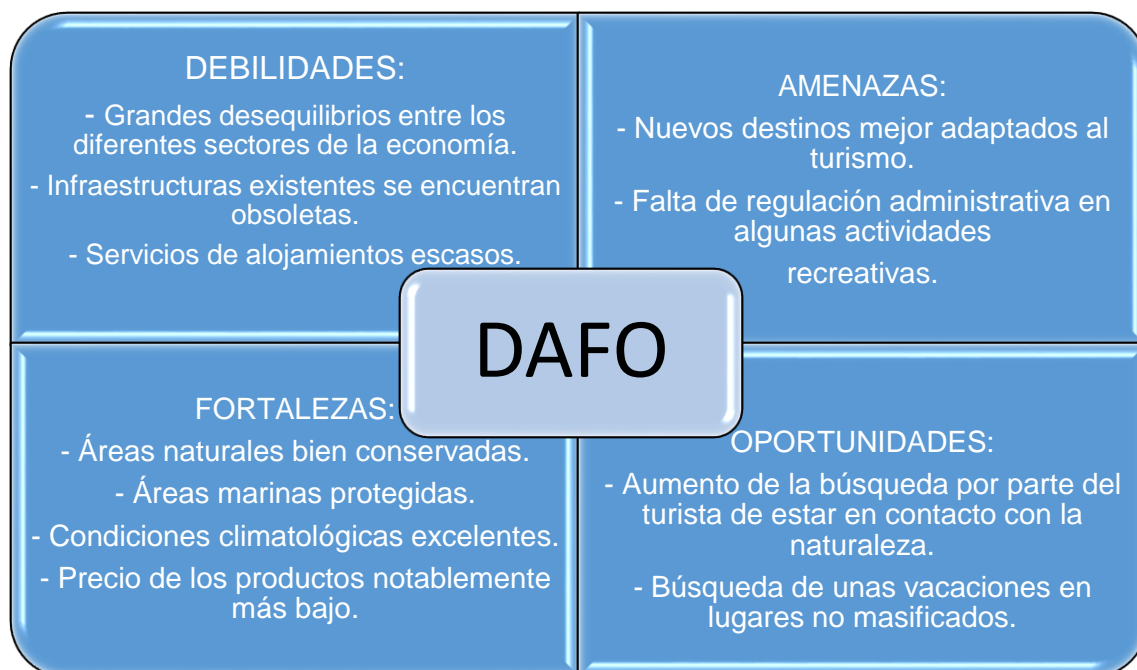 DEBILIDADES:
- Grandes desequilibrios entre los
diferentes sectores de la economía.
- Infraestructuras existentes se encuentran
obsoletas.
- Servicios de alojamientos escasos.
AMENAZAS:
- Nuevos destinos mejor adaptados al
turismo.
- Falta de regulación administrativa en
algunas actividades
recreativas.
DAFO
FORTALEZAS:
- Áreas naturales bien conservadas.
- Áreas marinas protegidas.
- Condiciones climatológicas excelentes.
- Precio de los productos notablemente
más bajo.
OPORTUNIDADES:
- Aumento de la búsqueda por parte del
turista de estar en contacto con la
naturaleza.
- Búsqueda de unas vacaciones en
lugares no masificados.